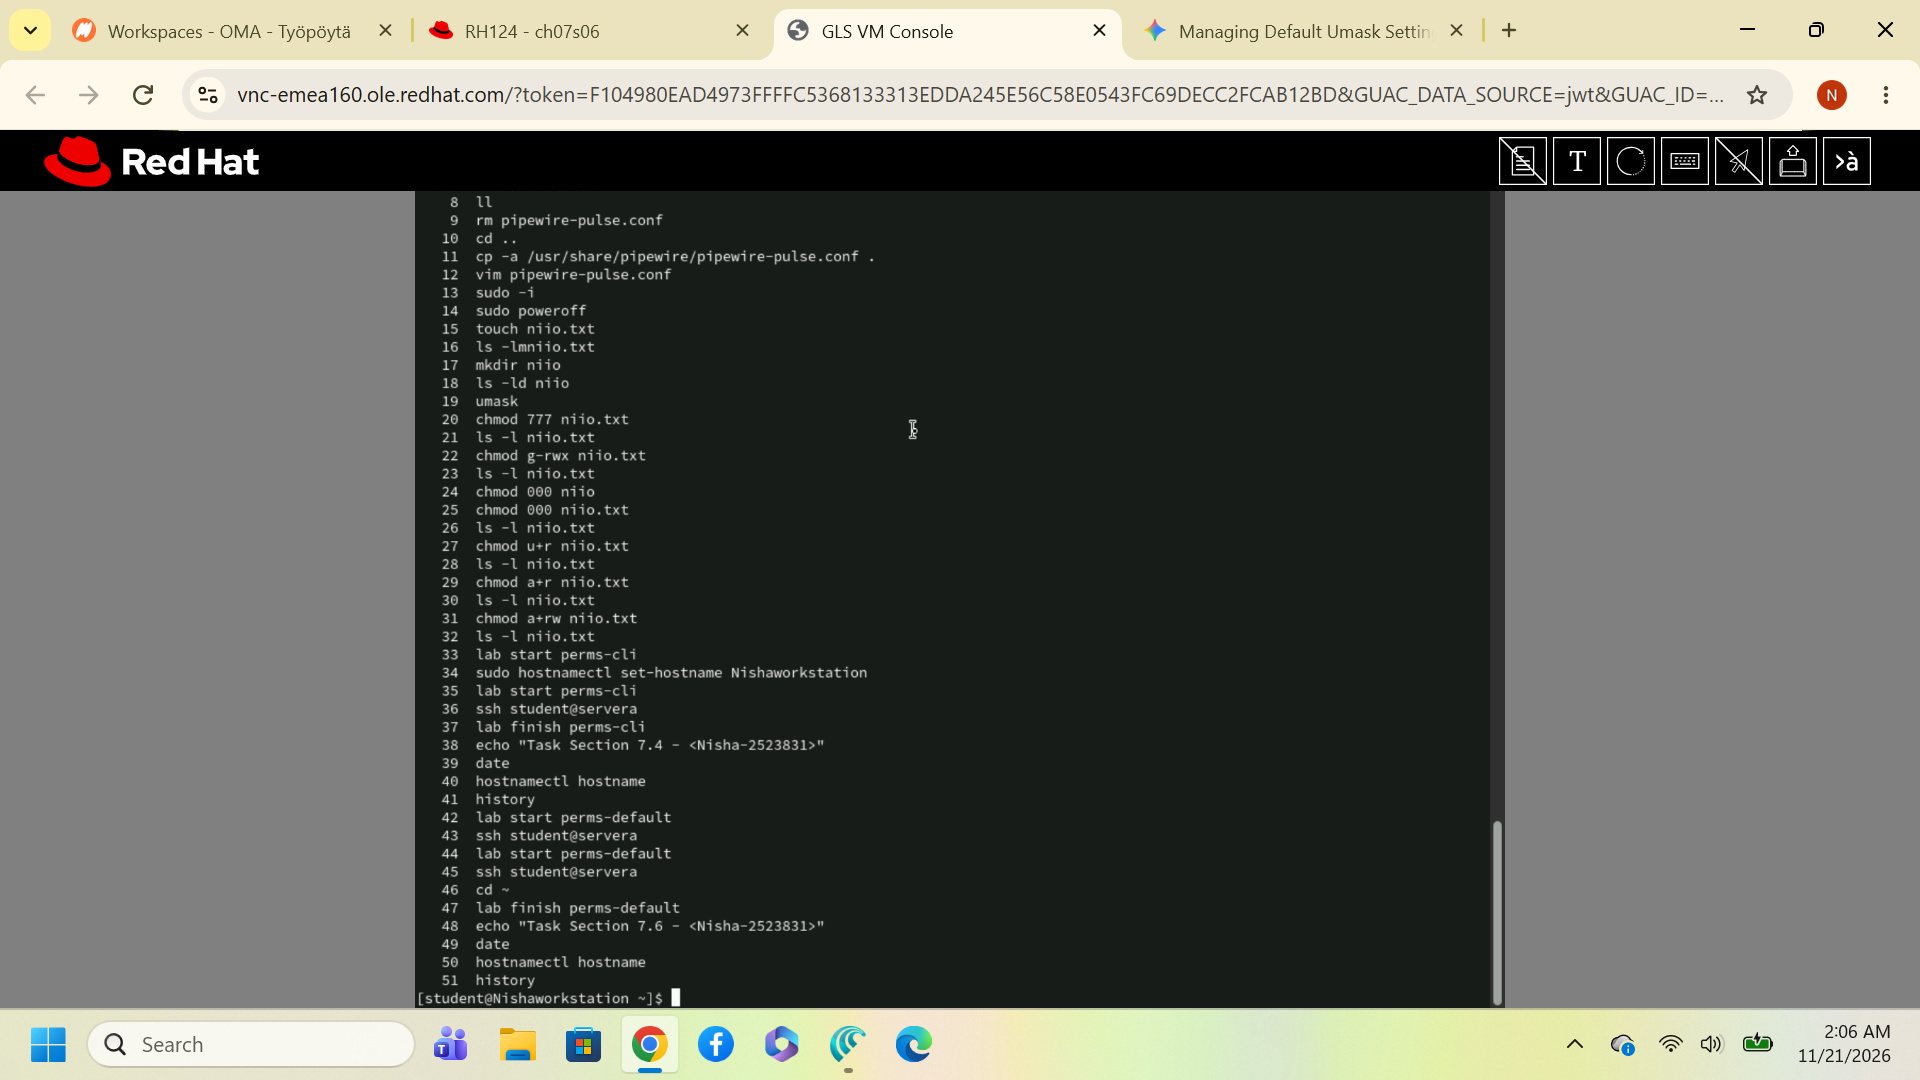 Workspaces - OMA - Työpöytä
RH124 - ch07s06
GLS VM Console
Managing Default Umask Settin
vnc-emea160.ole.redhat.com/?token=F104980EAD4973FFFFC5368133313EDDA245E56C58E0543FC69DECC2FCAB12BD&GUAC_DATA_SOURCE=jwt&GUAC_ID=...
N
Red Hat
T
>à
8 ll
9 rm pipewire-pulse.conf
10 cd ..
11 cp -a /usr/share/pipewire/pipewire-pulse.conf .
12 vim pipewire-pulse.conf
13 sudo -i
14 sudo poweroff
15 touch niio.txt
16 ls -lmniio.txt
17 mkdir niio
18 ls -ld niio
19 umask
20 chmod 777 niio.txt
21 ls -l niio.txt
22 chmod g-rwx niio.txt
23 ls -l niio.txt
24 chmod 000 niio
25 chmod 000 niio.txt
26 ls -l niio.txt
27 chmod u+r niio.txt
28 ls -l niio.txt
29 chmod a+r niio.txt
30 ls -l niio.txt
31 chmod a+rw niio.txt
32 ls -l niio.txt
33 lab start perms-cli
34 sudo hostnamectl set-hostname Nishaworkstation
35 lab start perms-cli
36 ssh student@servera
37 lab finish perms-cli
38 echo "Task Section 7.4 - <Nisha-2523831>"
39 date
40 hostnamectl hostname
41 history
42 lab start perms-default
43 ssh student@servera
44 lab start perms-default
45 ssh student@servera
46 cd ~
47 lab finish perms-default
48 echo "Task Section 7.6 - <Nisha-2523831>"
49 date
50 hostnamectl hostname
51 history
[student@Nishaworkstation ~]$
Search
2:06 AM
11/21/2026